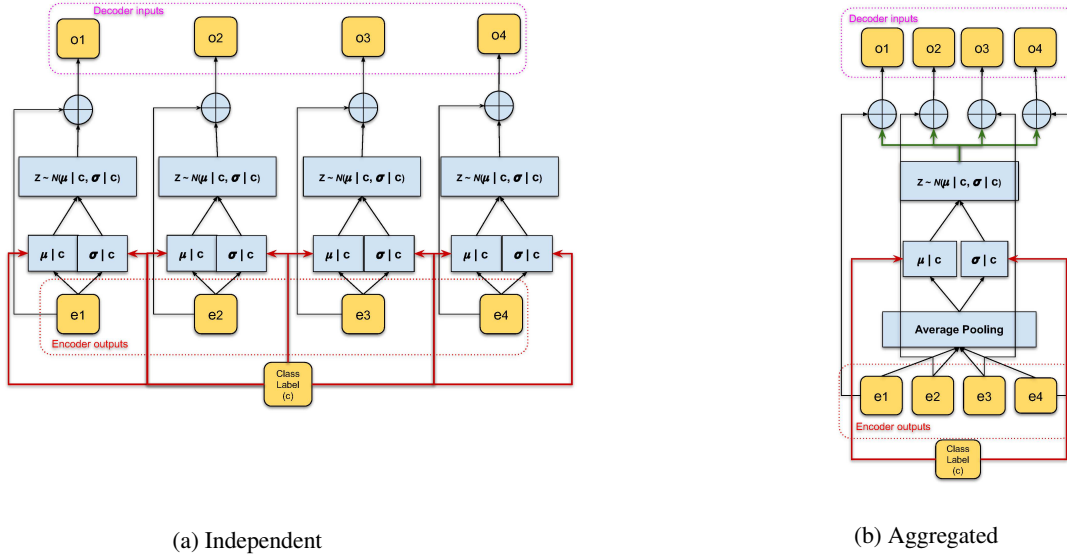 Decoder inputs
o1 o2 o3 o4
z ~ N(μ | c, σ | c) z ~ N(μ | c, σ | c) z ~ N(μ | c, σ | c) z ~ N(μ | c, σ | c)
μ | c σ | c μ | c σ | c μ | c σ | c μ | c σ | c
e1 e2 e3 e4
Encoder outputs
Class
Label
(c)
(a) Independent
Decoder inputs
o1 o2 o3 o4
z ~ N(μ | c, σ | c)
μ | c σ | c
Average Pooling
e1 e2 e3 e4
Encoder outputs
Class
Label
(c)
(b) Aggregated